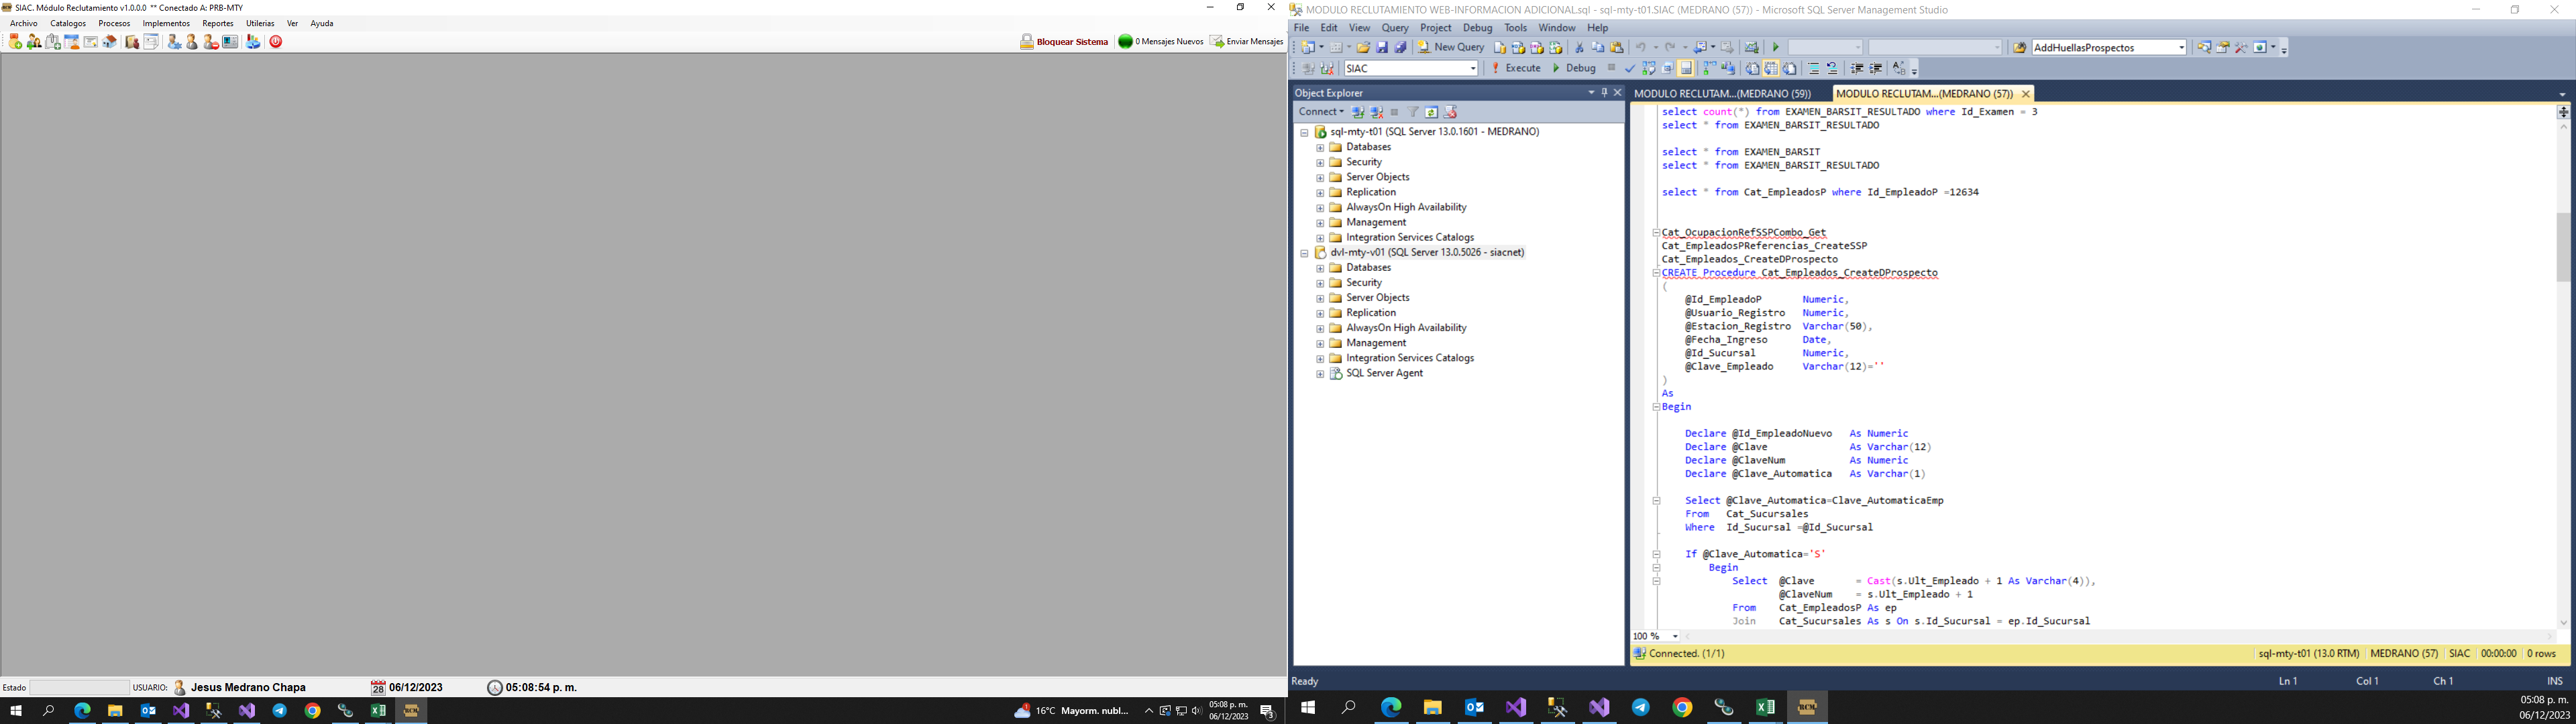 SIAC. Módulo Reclutamiento v1.0.0.0 ** Conectado A: PRB-MTY
Archivo Catalogos Procesos Implementos Reportes Utilerias Ver Ayuda
Bloquear Sistema 0 Mensajes Nuevos Enviar Mensajes
Estado USUARIO: Jesus Medrano Chapa 28 06/12/2023 05:08:54 p. m.
16°C Mayorm. nubl... 05:08 p. m.
06/12/2023
3
MODULO RECLUTAMIENTO WEB-INFORMACION ADICIONAL.sql - sql-mty-t01.SIAC (MEDRANO (57)) - Microsoft SQL Server Management Studio
File Edit View Query Project Debug Tools Window Help
New Query AddHuellasProspectos
SIAC Execute Debug
Object Explorer
Connect
sql-mty-t01 (SQL Server 13.0.1601 - MEDRANO)
Databases
Security
Server Objects
Replication
AlwaysOn High Availability
Management
Integration Services Catalogs
dvl-mty-v01 (SQL Server 13.0.5026 - siacnet)
Databases
Security
Server Objects
Replication
AlwaysOn High Availability
Management
Integration Services Catalogs
SQL Server Agent
MODULO RECLUTAM...(MEDRANO (59)) MODULO RECLUTAM...(MEDRANO (57))
select count(*) from EXAMEN_BARSIT_RESULTADO where Id_Examen = 3
select * from EXAMEN_BARSIT_RESULTADO
select * from EXAMEN_BARSIT
select * from EXAMEN_BARSIT_RESULTADO
select * from Cat_EmpleadosP where Id_EmpleadoP =12634
Cat_OcupacionRefSSPCombo_Get
Cat_EmpleadosPReferencias_CreateSSP
Cat_Empleados_CreateDProspecto
CREATE Procedure Cat_Empleados_CreateDProspecto
(
@Id_EmpleadoP Numeric,
@Usuario_Registro Numeric,
@Estacion_Registro Varchar(50),
@Fecha_Ingreso Date,
@Id_Sucursal Numeric,
@Clave_Empleado Varchar(12)=''
)
As
Begin
Declare @Id_EmpleadoNuevo As Numeric
Declare @Clave As Varchar(12)
Declare @ClaveNum As Numeric
Declare @Clave_Automatica As Varchar(1)
Select @Clave_Automatica=Clave_AutomaticaEmp
From Cat_Sucursales
Where Id_Sucursal =@Id_Sucursal
If @Clave_Automatica='S'
Begin
Select @Clave = Cast(s.Ult_Empleado + 1 As Varchar(4)),
@ClaveNum = s.Ult_Empleado + 1
From Cat_EmpleadosP As ep
Join Cat_Sucursales As s On s.Id_Sucursal = ep.Id_Sucursal
100 %
Connected. (1/1) sql-mty-t01 (13.0 RTM) MEDRANO (57) SIAC 00:00:00 0 rows
Ready Ln 1 Col 1 Ch 1 INS
05:08 p. m.
06/12/2023